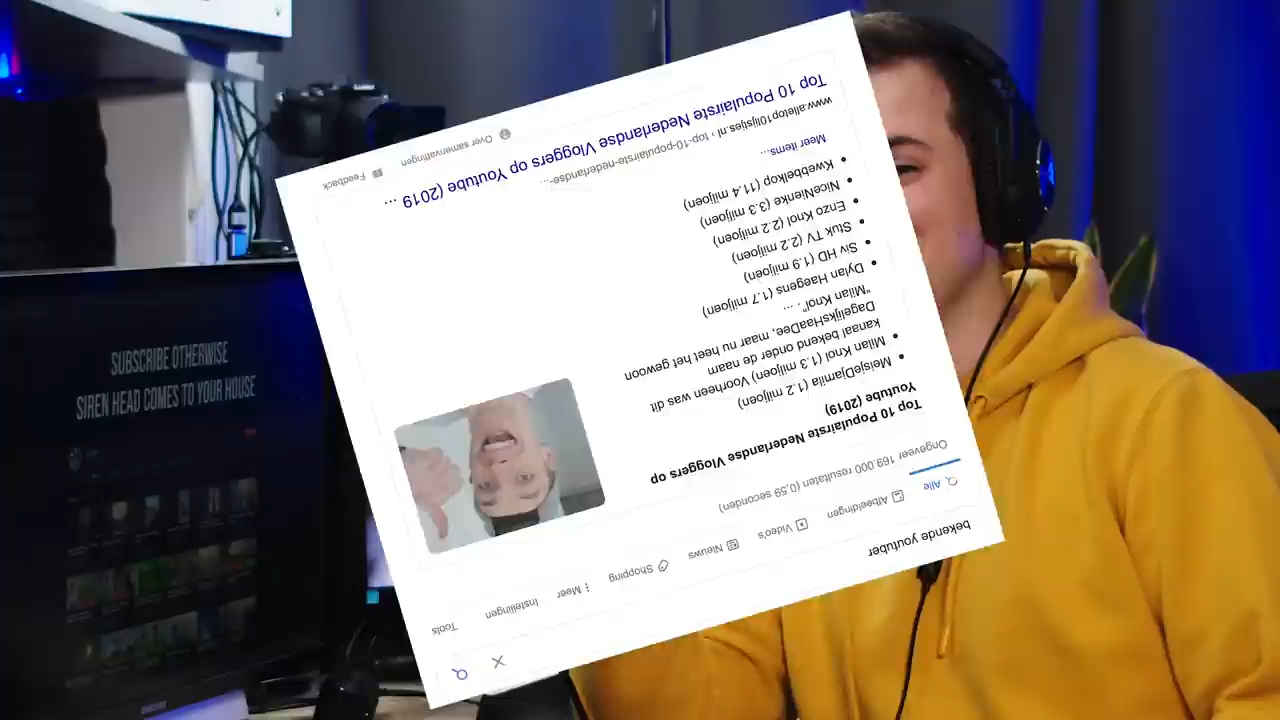 SUBSCRIBE OTHERWISE
SIREN HEAD COMES TO YOUR HOUSE
bekende youtuber
Alle
Afbeeldingen
Video's
Nieuws
Shopping
Meer
Instellingen
Tools
Ongeveer 169.000 resultaten (0,59 seconden)
Top 10 Populairste Nederlandse Vloggers op
Youtube (2019)
MeisjeDjamila (1.2 miljoen)
Milan Knol (1.3 miljoen) Voorheen was dit
kanaal bekend onder de naam
DagelijksHaaDee, maar nu heet het gewoon
"Milan Knol". ...
Dylan Haegens (1.7 miljoen)
Siv HD (1.9 miljoen)
Stuk TV (2.2 miljoen)
Enzo Knol (2.2 miljoen)
NiceNienke (3.3 miljoen)
Kwebbelkop (11.4 miljoen)
Meer items...
www.alletop10lijstjes.nl › top-10-populairste-nederlandse-...
Top 10 Populairste Nederlandse Vloggers op Youtube (2019 ...
Over samenvattingen
Feedback